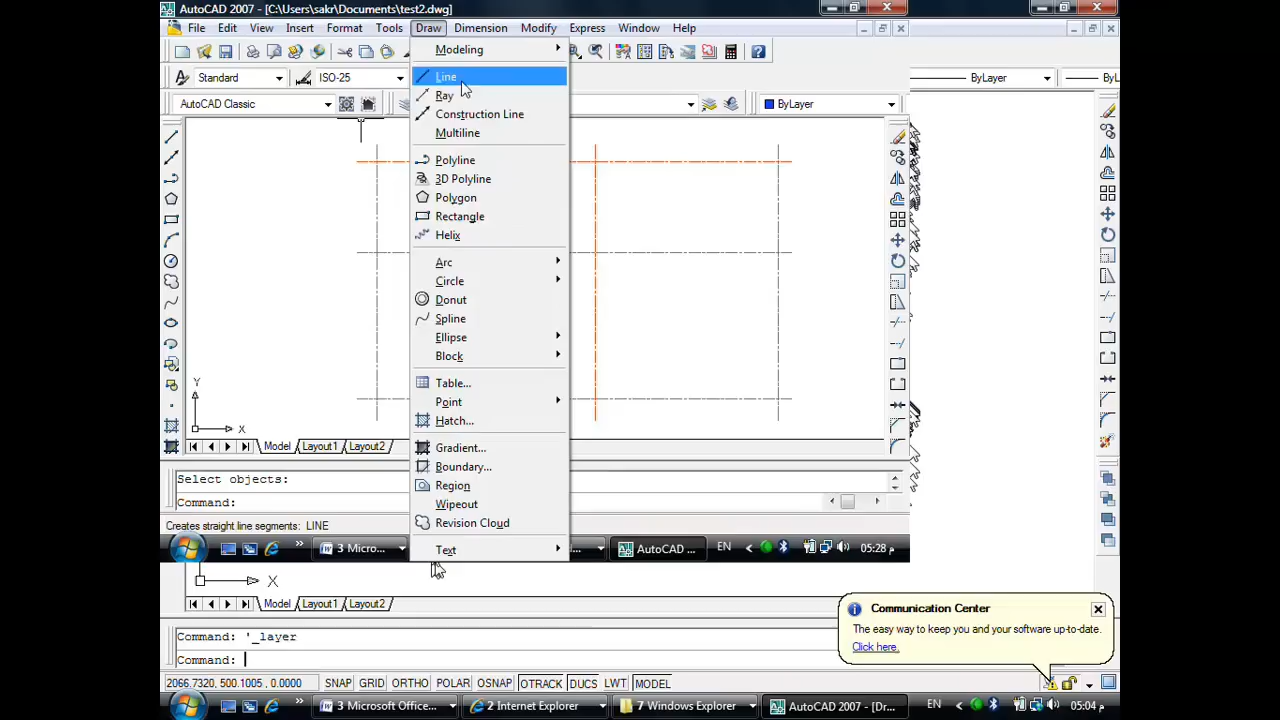 AutoCAD 2007 - [C:\Users\sakr\Documents\test2.dwg]
File Edit View Insert Format Tools Draw Dimension Modify Express Window Help
Standard ISO-25 ByLayer ByL
AutoCAD Classic ByLayer
Modeling
Line
Ray
Construction Line
Multiline
Polyline
3D Polyline
Polygon
Rectangle
Helix
Arc
Circle
Donut
Spline
Ellipse
Block
Table...
Point
Hatch...
Gradient...
Boundary...
Region
Wipeout
Revision Cloud
Text
Y
X
Model Layout1 Layout2
Select objects:
Command:
Creates straight line segments: LINE
3 Micro... AutoCAD ... EN 05:28 م
X
Model Layout1 Layout2
Communication Center
The easy way to keep you and your software up-to-date.
Click here.
Command: '_layer
Command:
2066.7320, 500.1005 , 0.0000 SNAP GRID ORTHO POLAR OSNAP OTRACK DUCS LWT MODEL
3 Microsoft Office... 2 Internet Explorer 7 Windows Explorer AutoCAD 2007 - [Dr... EN 05:04 م